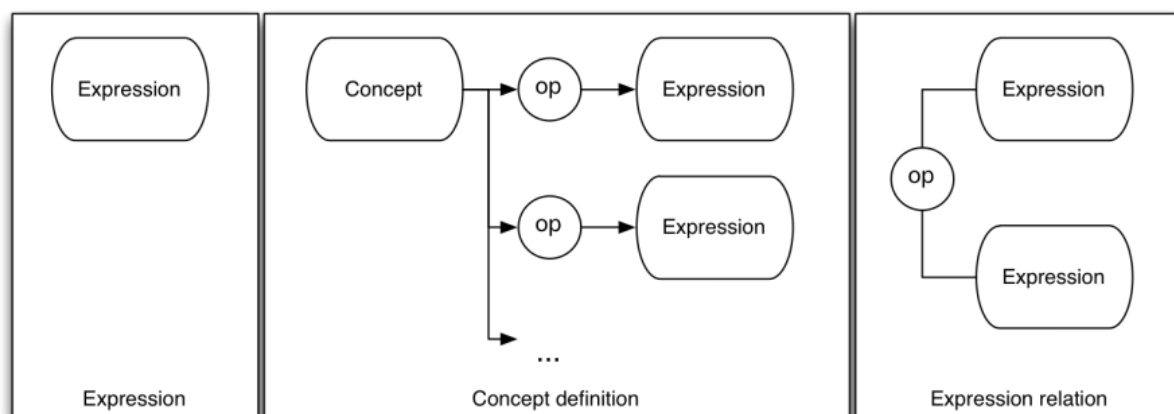 Expression
Expression
Concept
op
Expression
op
Expression
...
Concept definition
Expression
op
Expression
Expression relation